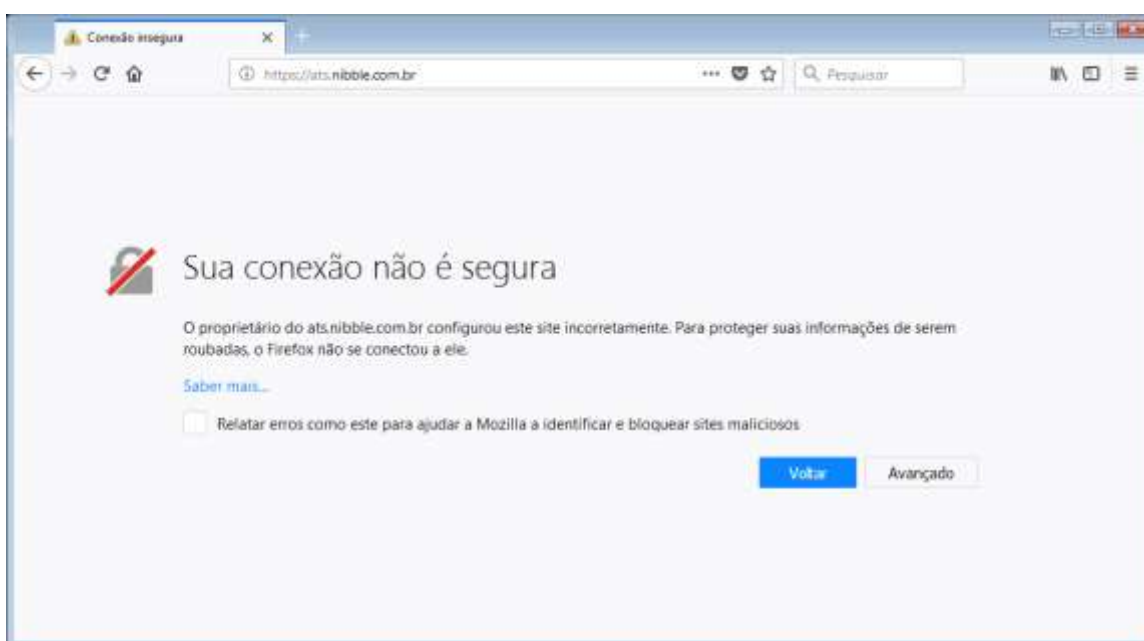 Conexão insegura
https://ats.nibble.com.br
Pesquisar
Sua conexão não é segura
O proprietário do ats.nibble.com.br configurou este site incorretamente. Para proteger suas informações de serem
roubadas, o Firefox não se conectou a ele.
Saber mais...
Relatar erros como este para ajudar a Mozilla a identificar e bloquear sites maliciosos
Voltar
Avançado